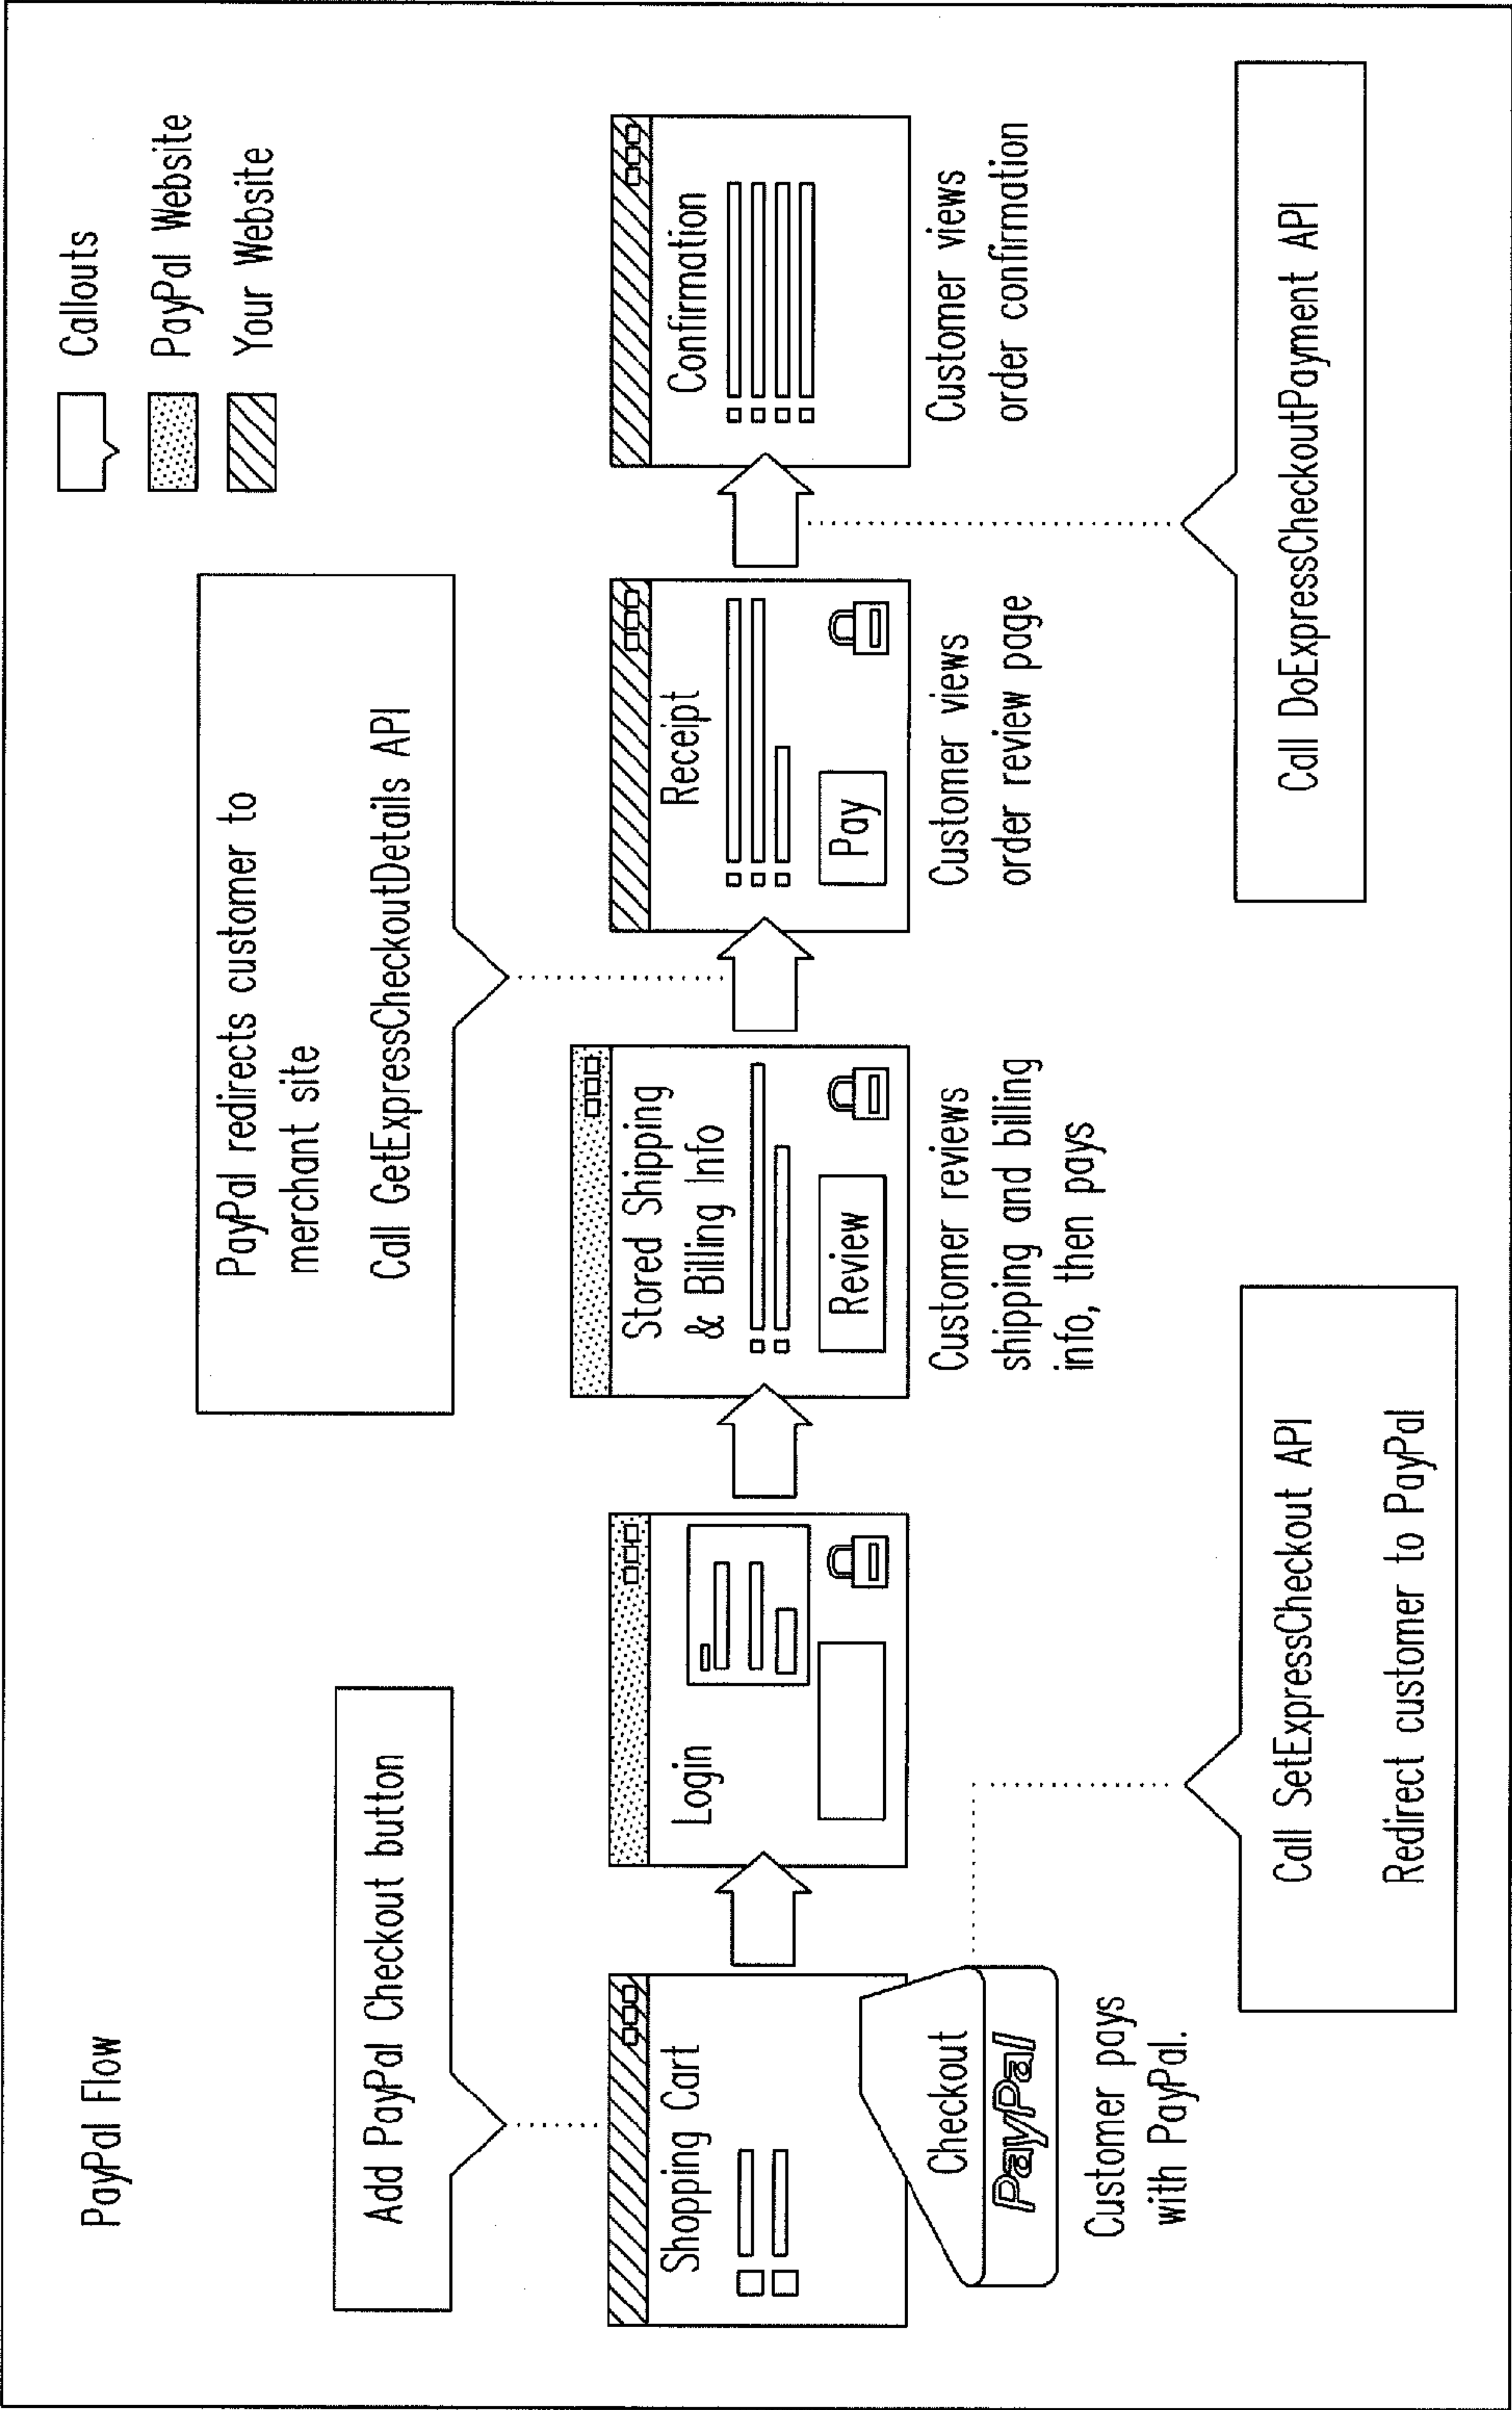 PayPal Flow
Callouts
PayPal Website
Your Website
Add PayPal Checkout button
PayPal redirects customer to
merchant site
Call GetExpressCheckoutDetails API
Shopping Cart
Checkout
PayPal
Customer pays
with PayPal.
Login
Stored Shipping
& Billing Info
Review
Customer reviews
shipping and billing
info, then pays
Receipt
Pay
Customer views
order review page
Confirmation
Customer views
order confirmation
Call SetExpressCheckout API
Redirect customer to PayPal
Call DoExpressCheckoutPayment API